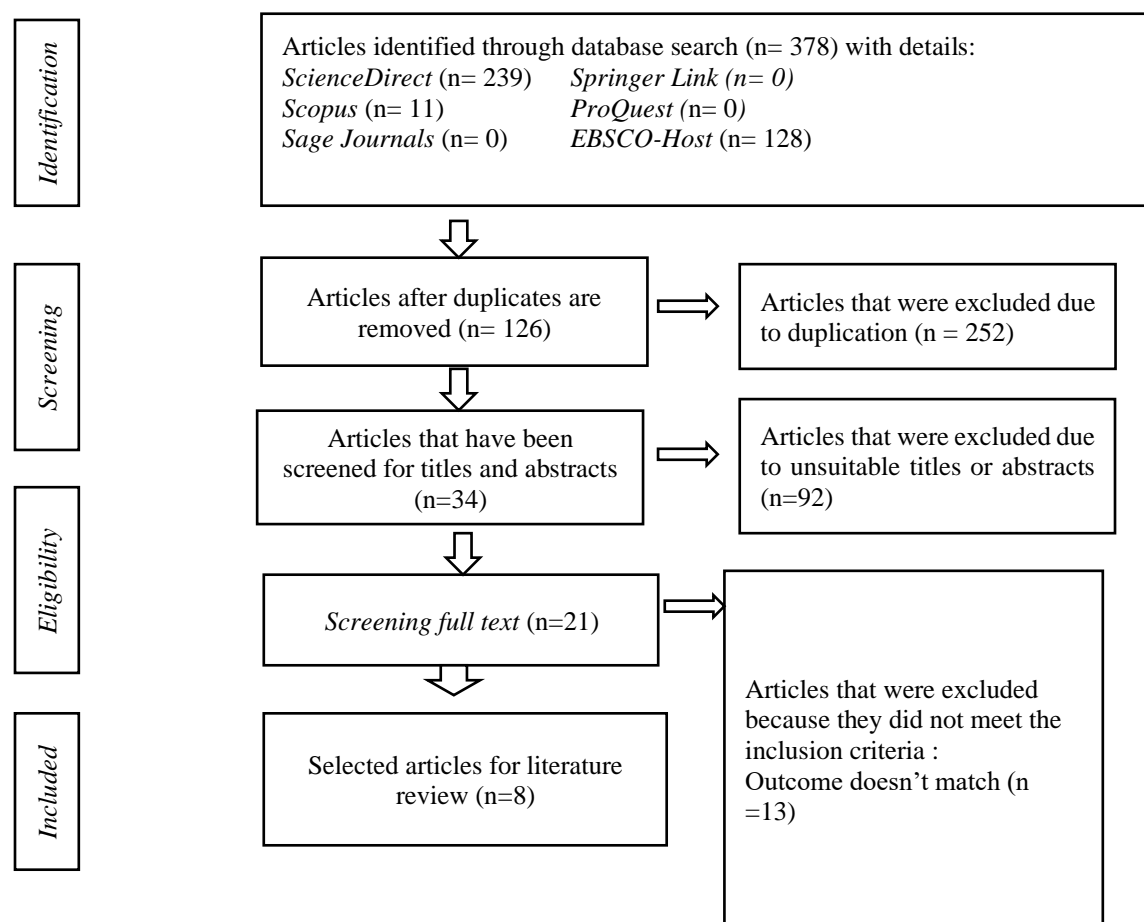 Identification
Articles identified through database search (n= 378) with details:
ScienceDirect (n= 239) Springer Link (n= 0)
Scopus (n= 11) ProQuest (n= 0)
Sage Journals (n= 0) EBSCO-Host (n= 128)
Screening
Articles after duplicates are
removed (n= 126)
Articles that were excluded due
to duplication (n = 252)
Articles that have been
screened for titles and abstracts
(n=34)
Articles that were excluded due
to unsuitable titles or abstracts
(n=92)
Eligibility
Screening full text (n=21)
Articles that were excluded
because they did not meet the
inclusion criteria :
Outcome doesn’t match (n
=13)
Included
Selected articles for literature
review (n=8)